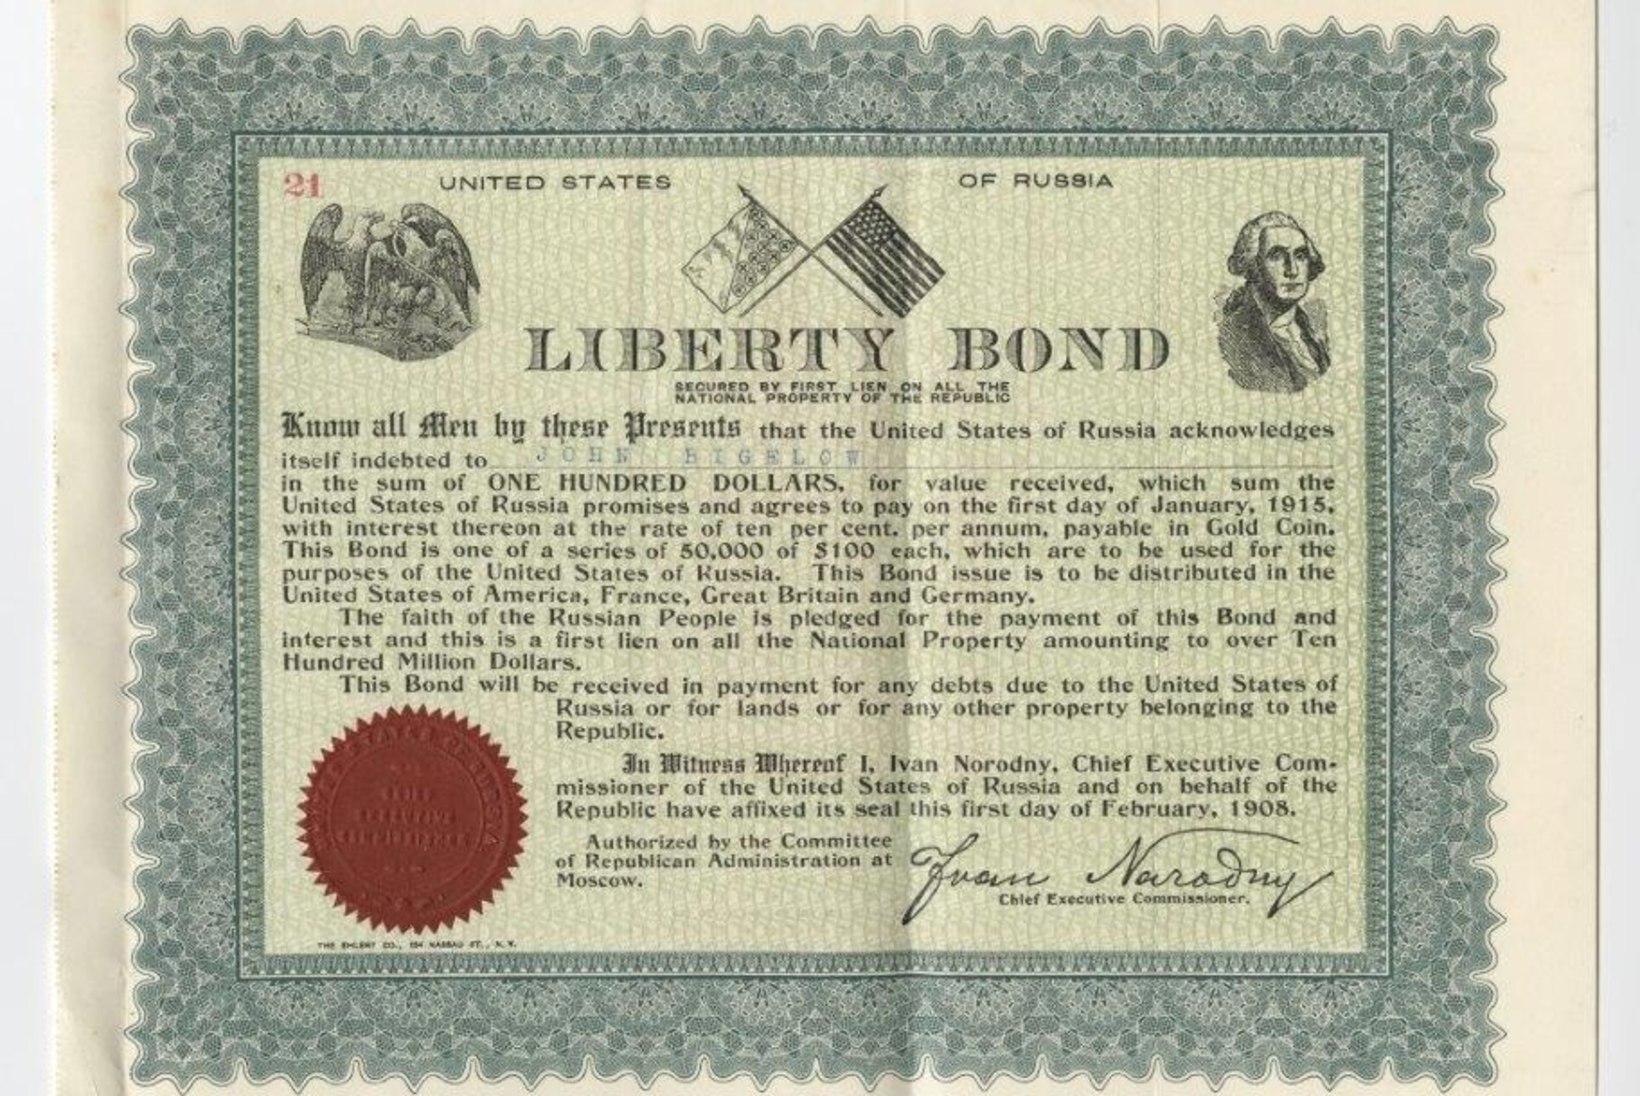 21
UNITED STATES OF RUSSIA
LIBERTY BOND
SECURED BY FIRST LIEN ON ALL THE
NATIONAL PROPERTY OF THE REPUBLIC
Know all Men by these Presents that the United States of Russia acknowledges
itself indebted to JOHN BIGELOW
in the sum of ONE HUNDRED DOLLARS, for value received, which sum the
United States of Russia promises and agrees to pay on the first day of January, 1915,
with interest thereon at the rate of ten per cent. per annum, payable in Gold Coin.
This Bond is one of a series of 50,000 of $100 each, which are to be used for the
purposes of the United States of Russia. This Bond issue is to be distributed in the
United States of America, France, Great Britain and Germany.
The faith of the Russian People is pledged for the payment of this Bond and
interest and this is a first lien on all the National Property amounting to over Ten
Hundred Million Dollars.
This Bond will be received in payment for any debts due to the United States of
Russia or for lands or for any other property belonging to the
Republic.
In Witness Whereof I, Ivan Norodny, Chief Executive Com-
missioner of the United States of Russia and on behalf of the
Republic have affixed its seal this first day of February, 1908.
Authorized by the Committee
of Republican Administration at
Moscow.
Ivan Narodny
Chief Executive Commissioner.
THE EHLERT CO., 154 NASSAU ST., N. Y.